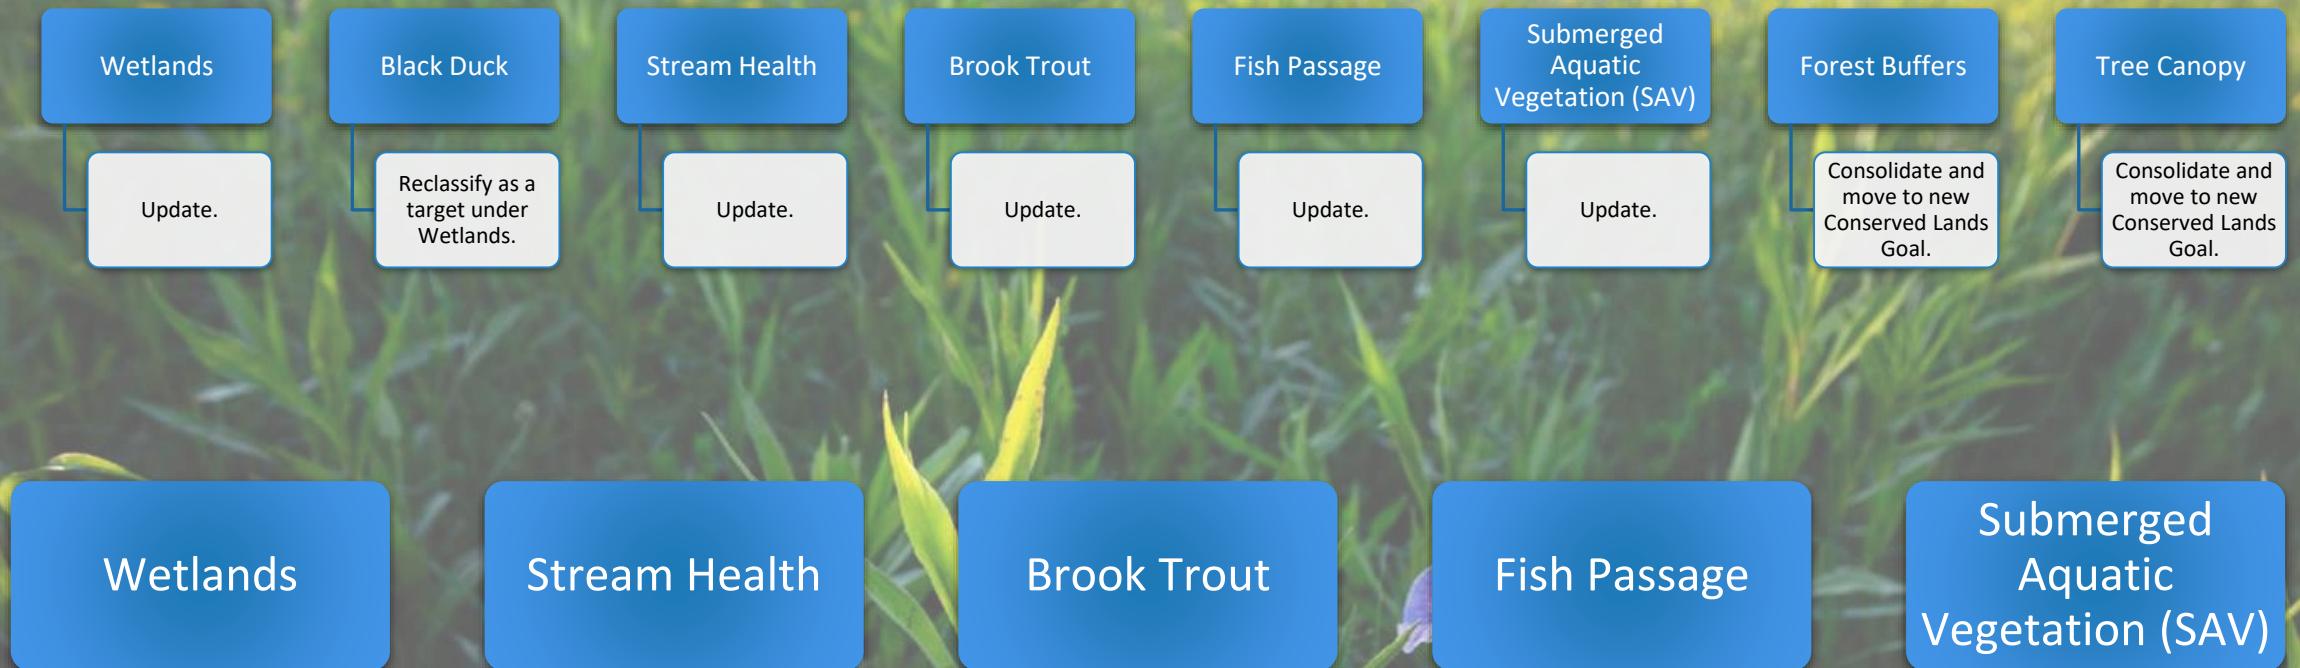 Wetlands
Black Duck
Stream Health
Brook Trout
Fish Passage
Submerged
Aquatic
Vegetation (SAV)
Forest Buffers
Tree Canopy
Update.
Reclassify as a
target under
Wetlands.
Update.
Update.
Update.
Update.
Consolidate and
move to new
Conserved Lands
Goal.
Consolidate and
move to new
Conserved Lands
Goal.
Wetlands
Stream Health
Brook Trout
Fish Passage
Submerged
Aquatic
Vegetation (SAV)